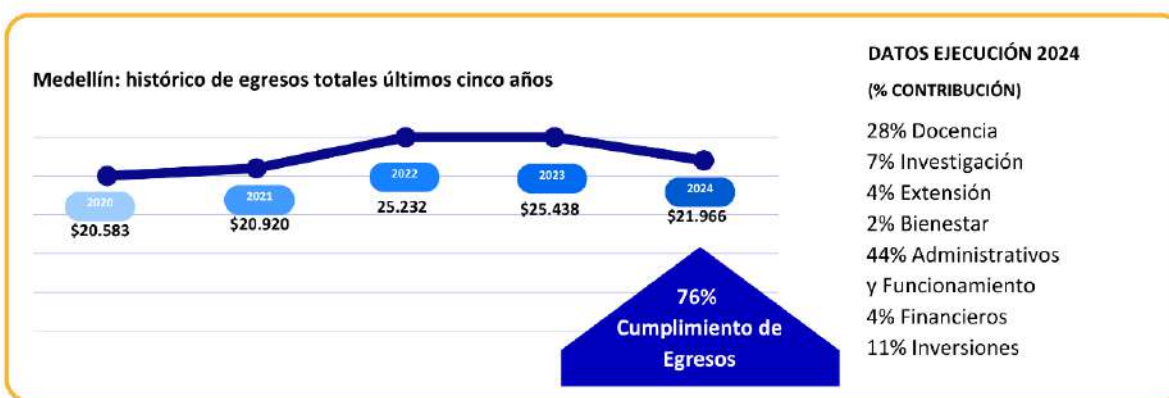 Medellín: histórico de egresos totales últimos cinco años
2020
$20.583
2021
$20.920
2022
25.232
2023
$25.438
2024
$21.966
76%
Cumplimiento de
Egresos
DATOS EJECUCIÓN 2024
(% CONTRIBUCIÓN)
28% Docencia
7% Investigación
4% Extensión
2% Bienestar
44% Administrativos
y Funcionamiento
4% Financieros
11% Inversiones